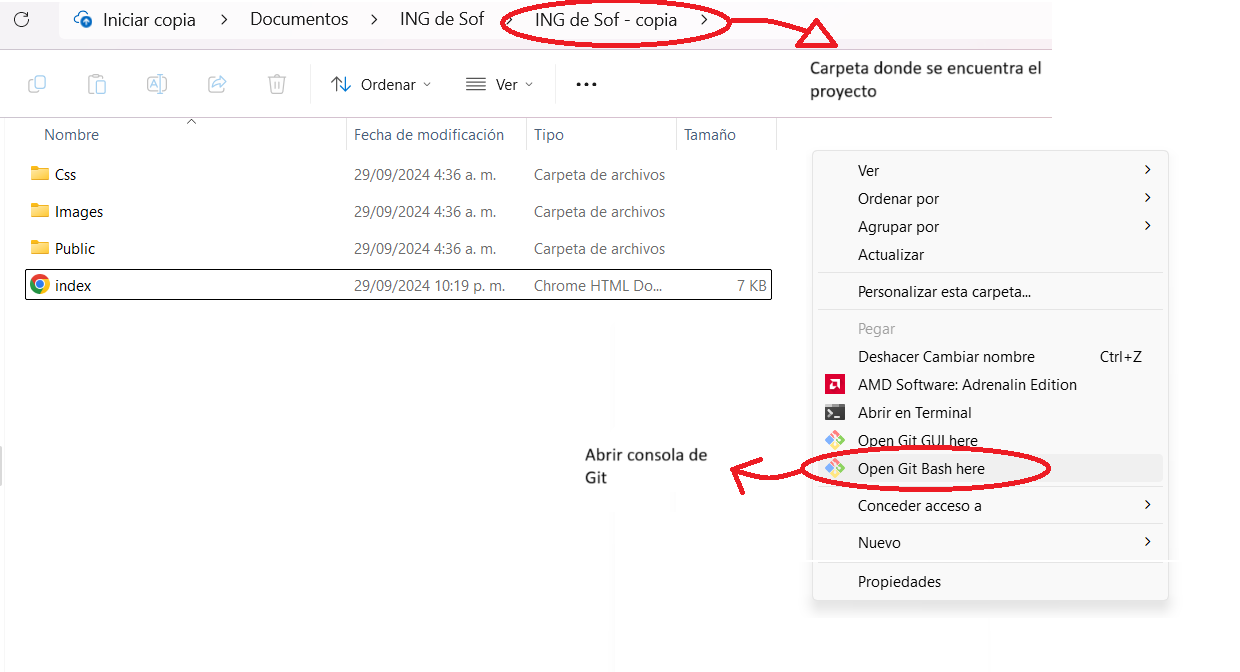 Iniciar copia > Documentos > ING de Sof > ING de Sof - copia >
Carpeta donde se encuentra el
proyecto
Ordenar Ver ...
Nombre Fecha de modificación Tipo Tamaño
Css 29/09/2024 4:36 a. m. Carpeta de archivos
Images 29/09/2024 4:36 a. m. Carpeta de archivos
Public 29/09/2024 4:36 a. m. Carpeta de archivos
index 29/09/2024 10:19 p. m. Chrome HTML Do... 7 KB
Ver
Ordenar por
Agrupar por
Actualizar
Personalizar esta carpeta...
Pegar
Deshacer Cambiar nombre Ctrl+Z
AMD Software: Adrenalin Edition
Abrir en Terminal
Open Git GUI here
Open Git Bash here
Conceder acceso a
Nuevo
Propiedades
Abrir consola de
Git